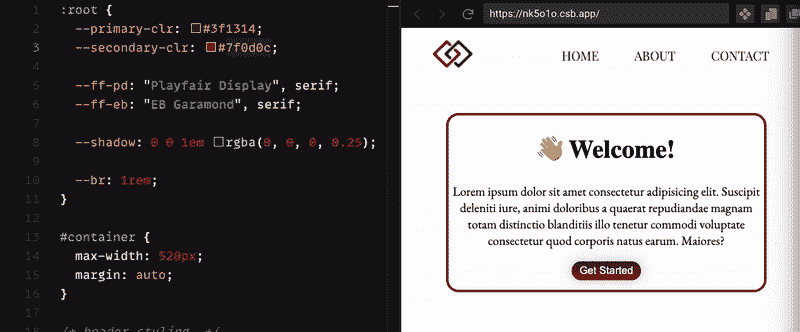 1 :root {
2 --primary-clr: #3f1314;
3 --secondary-clr: #7f0d0c;
4
5 --ff-pd: "Playfair Display", serif;
6 --ff-eb: "EB Garamond", serif;
7
8 --shadow: 0 0 1em rgba(0, 0, 0, 0.25);
9
10 --br: 1rem;
11 }
12
13 #container {
14 max-width: 520px;
15 margin: auto;
16 }
17
18 /* header styling */
https://nk5o1o.csb.app/
HOME ABOUT CONTACT
👋🏽 Welcome!
Lorem ipsum dolor sit amet consectetur adipisicing elit. Suscipit
deleniti iure, animi doloribus a quaerat repudiandae magnam
totam distinctio blanditiis illo tenetur commodi voluptate
consectetur quod corporis natus earum. Maiores?
Get Started